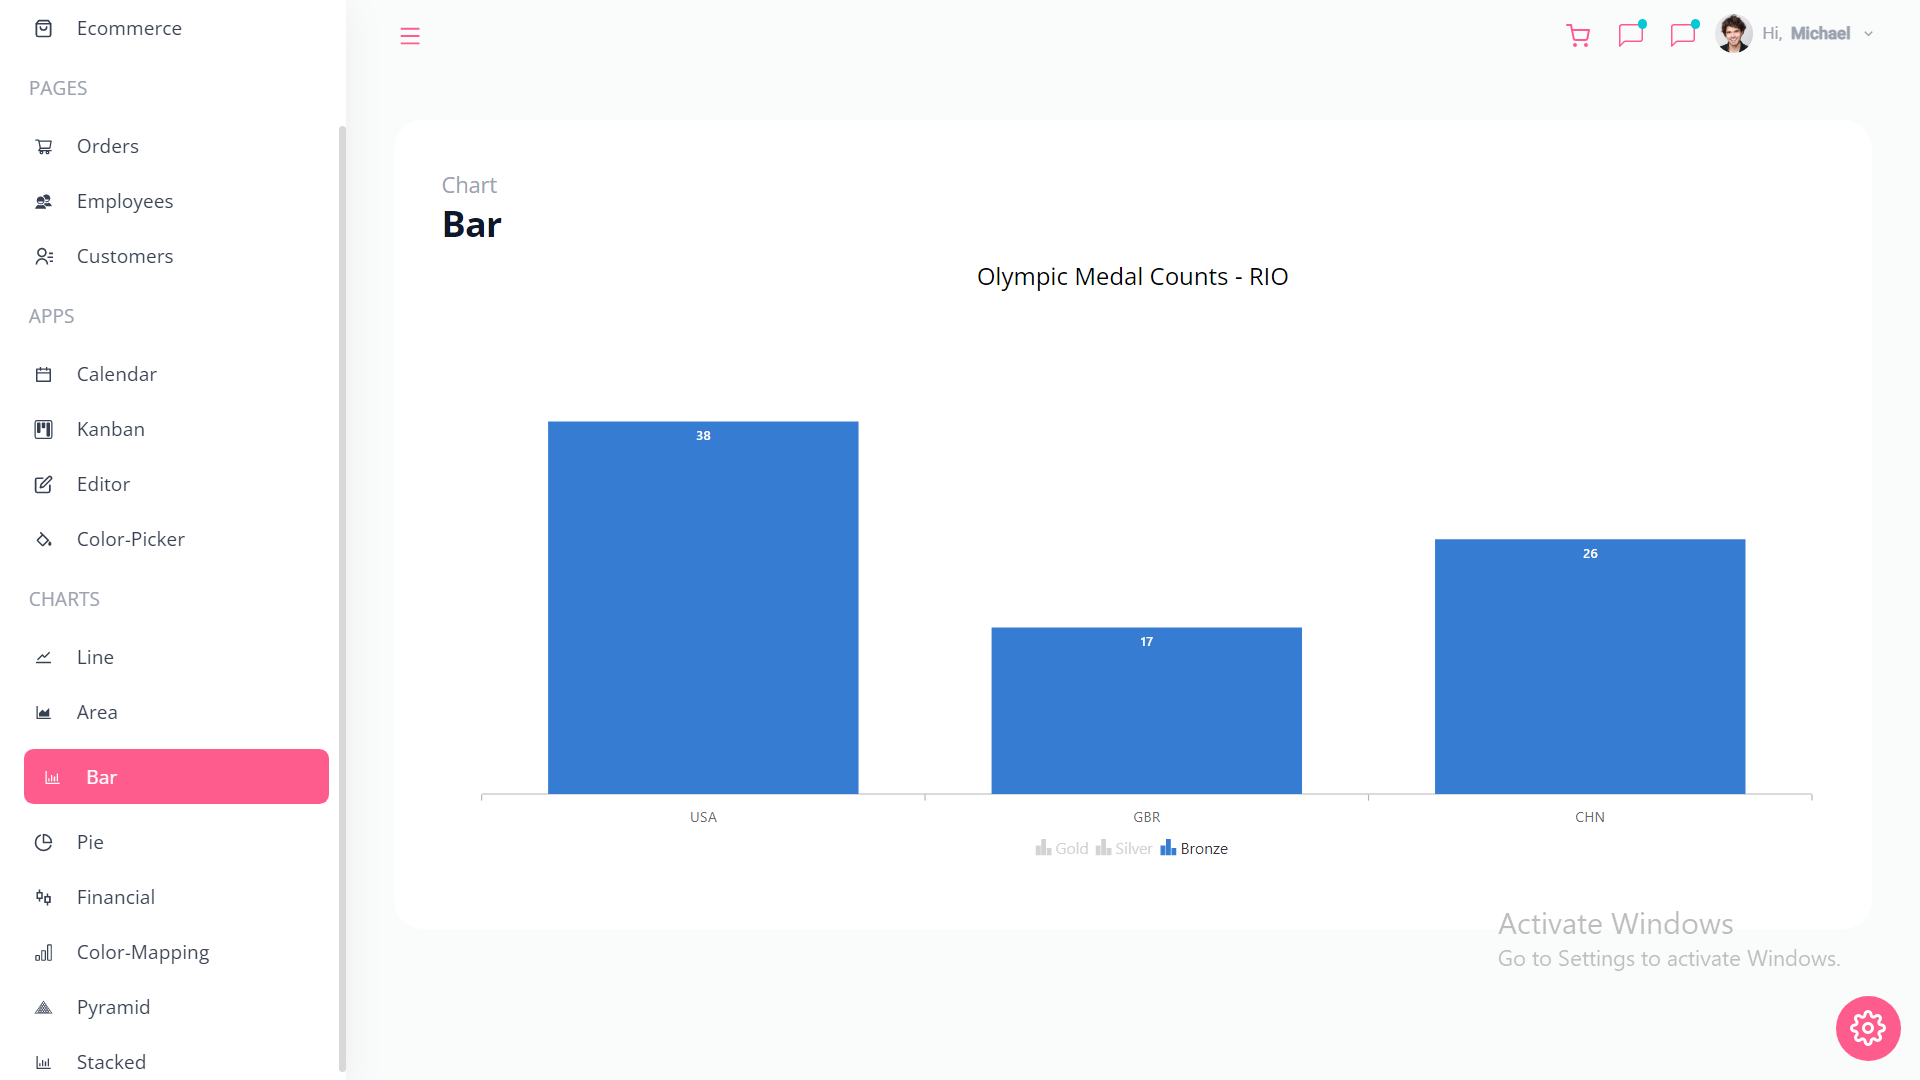 Ecommerce
PAGES
Orders
Employees
Customers
APPS
Calendar
Kanban
Editor
Color-Picker
CHARTS
Line
Area
Bar
Pie
Financial
Color-Mapping
Pyramid
Stacked
Hi, Michael
Chart
Bar
Olympic Medal Counts - RIO
38
17
26
USA
GBR
CHN
Gold Silver Bronze
Activate Windows
Go to Settings to activate Windows.